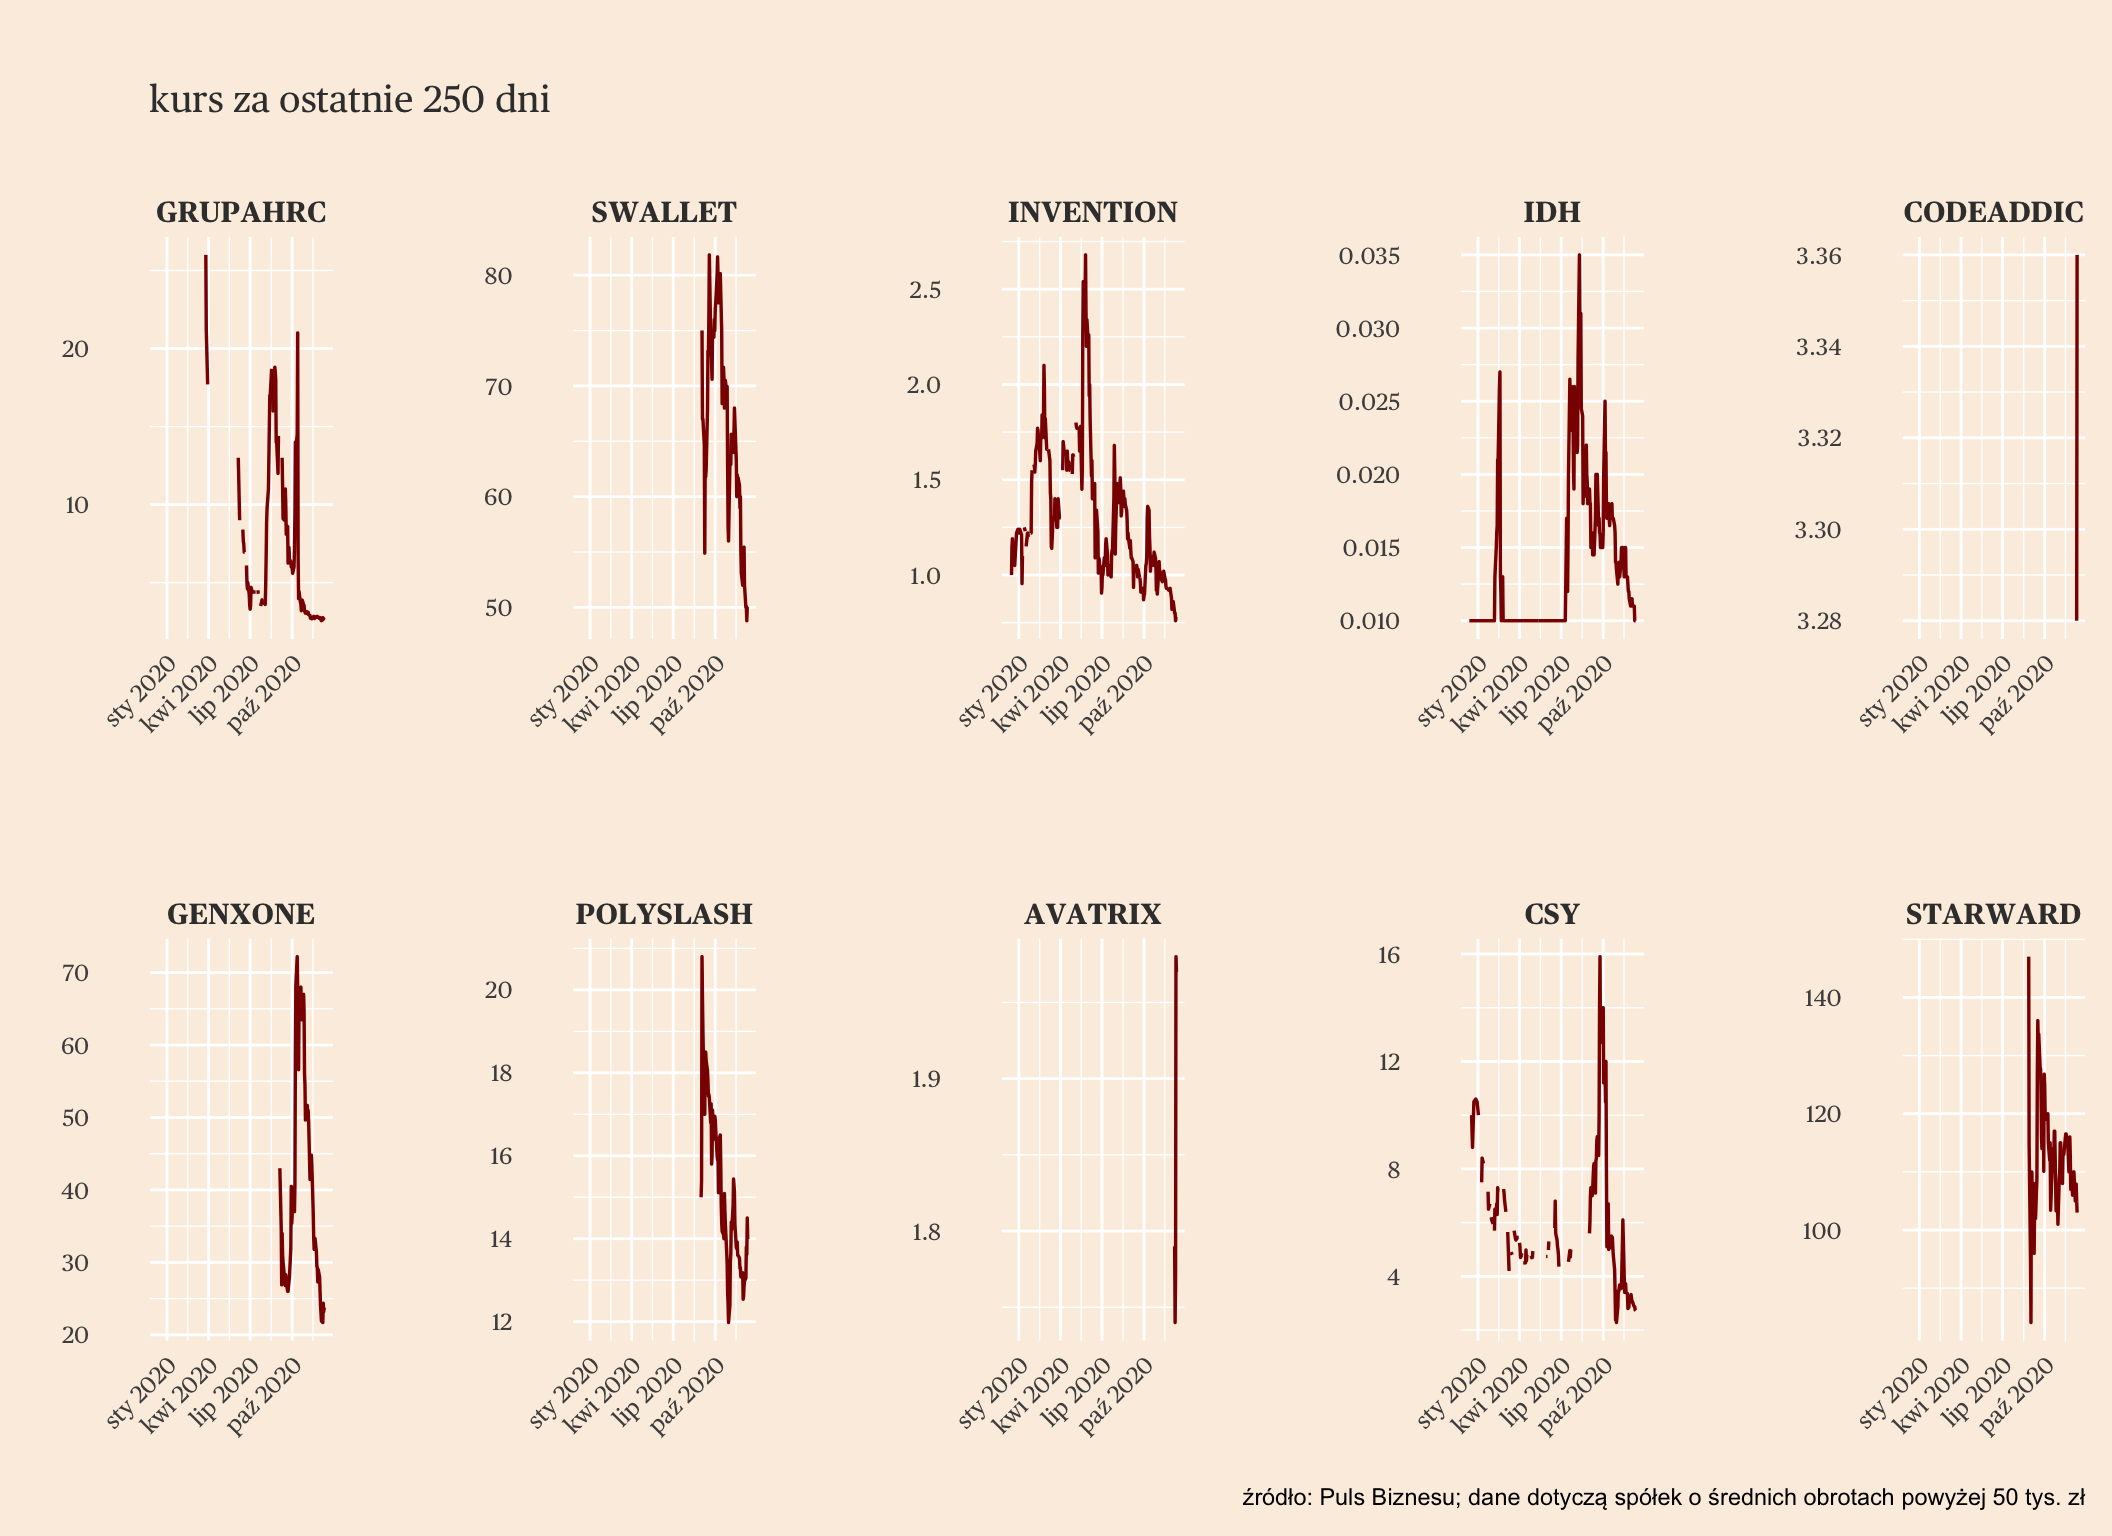 kurs za ostatnie 250 dni
GRUPAHRC
20
10
sty 2020
kwi 2020
lip 2020
paź 2020
SWALLET
80
70
60
50
sty 2020
kwi 2020
lip 2020
paź 2020
INVENTION
2.5
2.0
1.5
1.0
sty 2020
kwi 2020
lip 2020
paź 2020
IDH
0.035
0.030
0.025
0.020
0.015
0.010
sty 2020
kwi 2020
lip 2020
paź 2020
CODEADDIC
3.36
3.34
3.32
3.30
3.28
sty 2020
kwi 2020
lip 2020
paź 2020
GENXONE
70
60
50
40
30
20
sty 2020
kwi 2020
lip 2020
paź 2020
POLYSLASH
20
18
16
14
12
sty 2020
kwi 2020
lip 2020
paź 2020
AVATRIX
1.9
1.8
sty 2020
kwi 2020
lip 2020
paź 2020
CSY
16
12
8
4
sty 2020
kwi 2020
lip 2020
paź 2020
STARWARD
140
120
100
sty 2020
kwi 2020
lip 2020
paź 2020
źródło: Puls Biznesu; dane dotyczą spółek o średnich obrotach powyżej 50 tys. zł